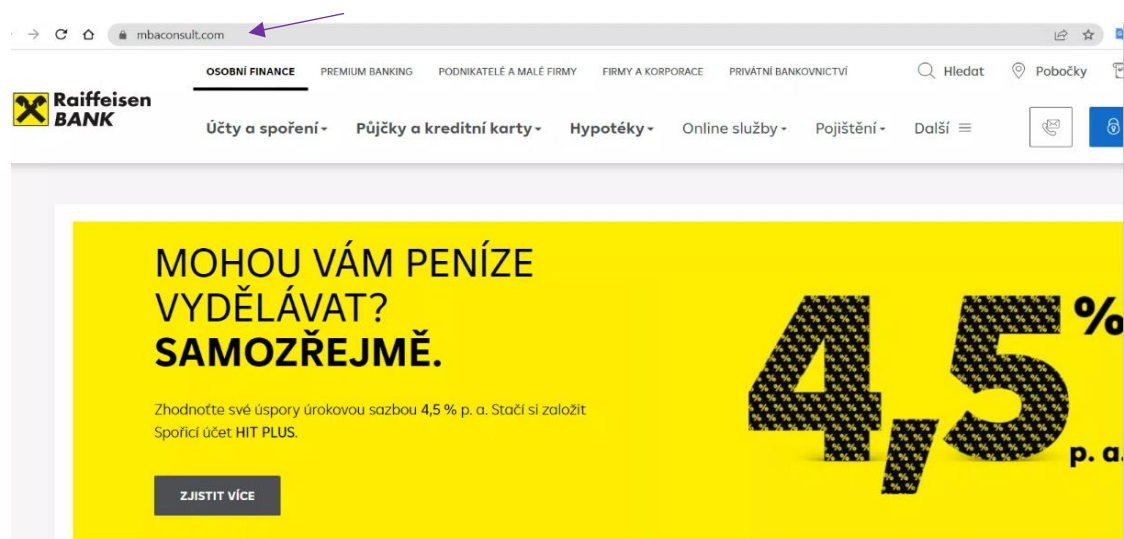 mbaconsult.com
OSOBNÍ FINANCE PREMIUM BANKING PODNIKATELÉ A MALÉ FIRMY FIRMY A KORPORACE PRIVÁTNÍ BANKOVNICTVÍ Hledat Pobočky
Raiffeisen
BANK
Účty a spoření Půjčky a kreditní karty Hypotéky Online služby Pojištění Další
MOHOU VÁM PENÍZE
VYDĚLÁVAT?
SAMOZŘEJMĚ.
Zhodnoťte své úspory úrokovou sazbou 4,5 % p. a. Stačí si založit
Spořicí účet HIT PLUS.
ZJISTIT VÍCE
4,5 %
p. a.